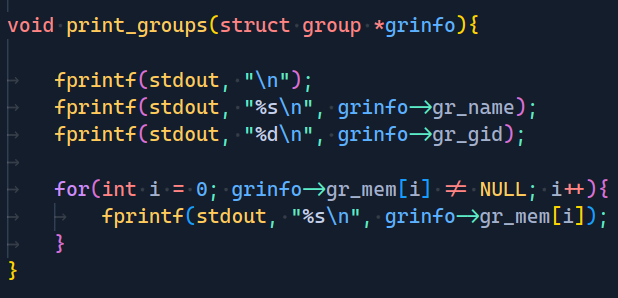 void print_groups(struct group *grinfo){
fprintf(stdout, "\n");
fprintf(stdout, "%s\n", grinfo->gr_name);
fprintf(stdout, "%d\n", grinfo->gr_gid);
for(int i = 0; grinfo->gr_mem[i] != NULL; i++){
fprintf(stdout, "%s\n", grinfo->gr_mem[i]);
}
}